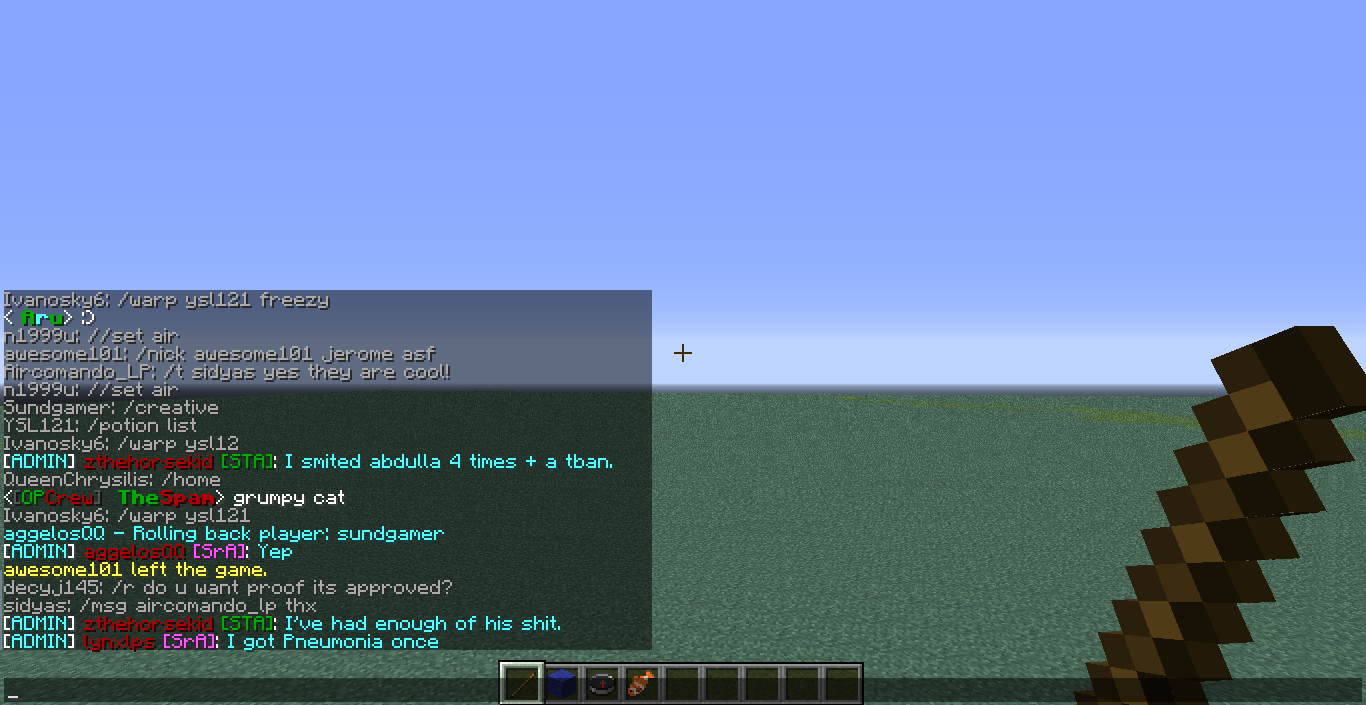 Ivanosky6: /warp ysl121 freezy
< Aru> :)
n1999u: //set air
awesome101: /nick awesome101 jerome asf
Aircomando_LP: /t sidyas yes they are cool!
n1999u: //set air
Sundgamer: /creative
YSL121: /potion list
Ivanosky6: /warp ysl12
[ADMIN] zthehorsekid [STA]: I smited abdulla 4 times + a tban.
QueenChrysilis: /home
<[OPCrew] TheSpam> grumpy cat
Ivanosky6: /warp ysl121
aggelosQQ - Rolling back player: sundgamer
[ADMIN] aggelosQQ [SrA]: Yep
awesome101 left the game.
decyj145: /r do u want proof its approved?
sidyas: /msg aircomando_lp thx
[ADMIN] zthehorsekid [STA]: I've had enough of his shit.
[ADMIN] lynxlps [SrA]: I got Pneumonia once
_